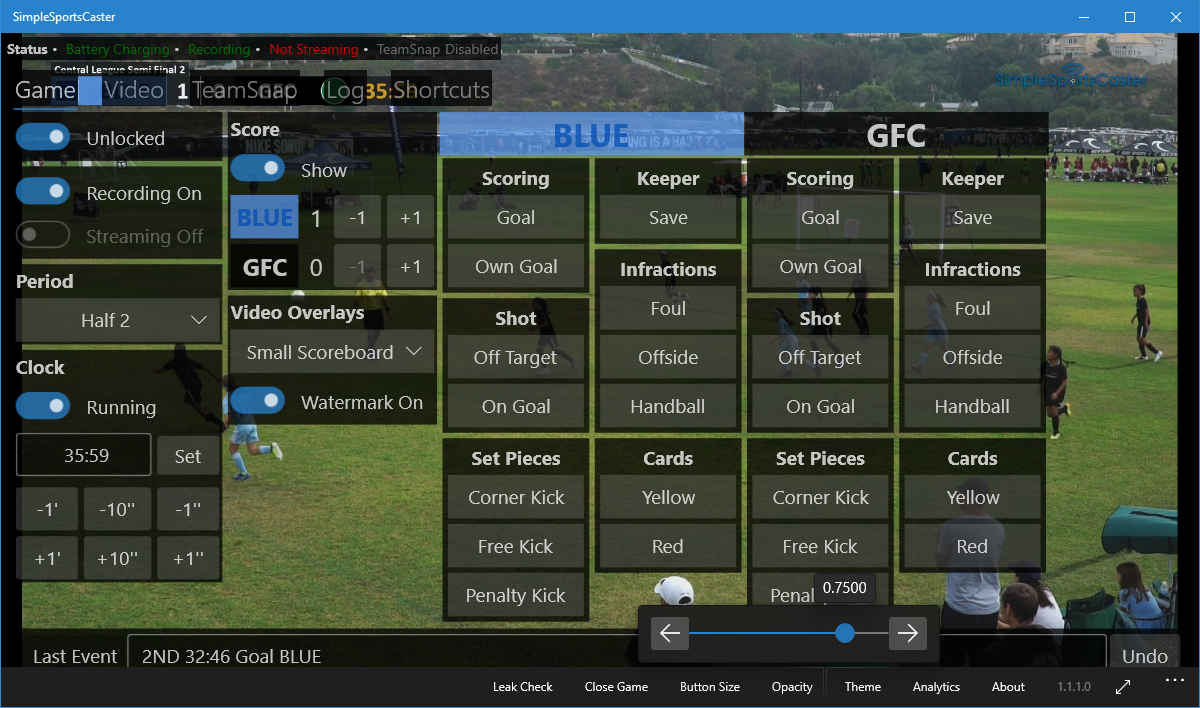 SimpleSportsCaster
Status • Battery Charging • Recording • Not Streaming • TeamSnap Disabled
Central League Semi Final 2
SimpleSportsCaster
Game Video 1 TeamSnap Log 35: Shortcuts
Unlocked
Recording On
Streaming Off
Period
Half 2
Clock
Running
35:59 Set
-1' -10'' -1''
+1' +10'' +1''
Score
Show
BLUE 1 -1 +1
GFC 0 -1 +1
Video Overlays
Small Scoreboard
Watermark On
BLUE
Scoring
Goal
Own Goal
Shot
Off Target
On Goal
Set Pieces
Corner Kick
Free Kick
Penalty Kick
Keeper
Save
Infractions
Foul
Offside
Handball
Cards
Yellow
Red
GFC
Scoring
Goal
Own Goal
Shot
Off Target
On Goal
Set Pieces
Corner Kick
Free Kick
Penal
Keeper
Save
Infractions
Foul
Offside
Handball
Cards
Yellow
Red
0.7500
Last Event 2ND 32:46 Goal BLUE Undo
Leak Check Close Game Button Size Opacity Theme Analytics About 1.1.1.0